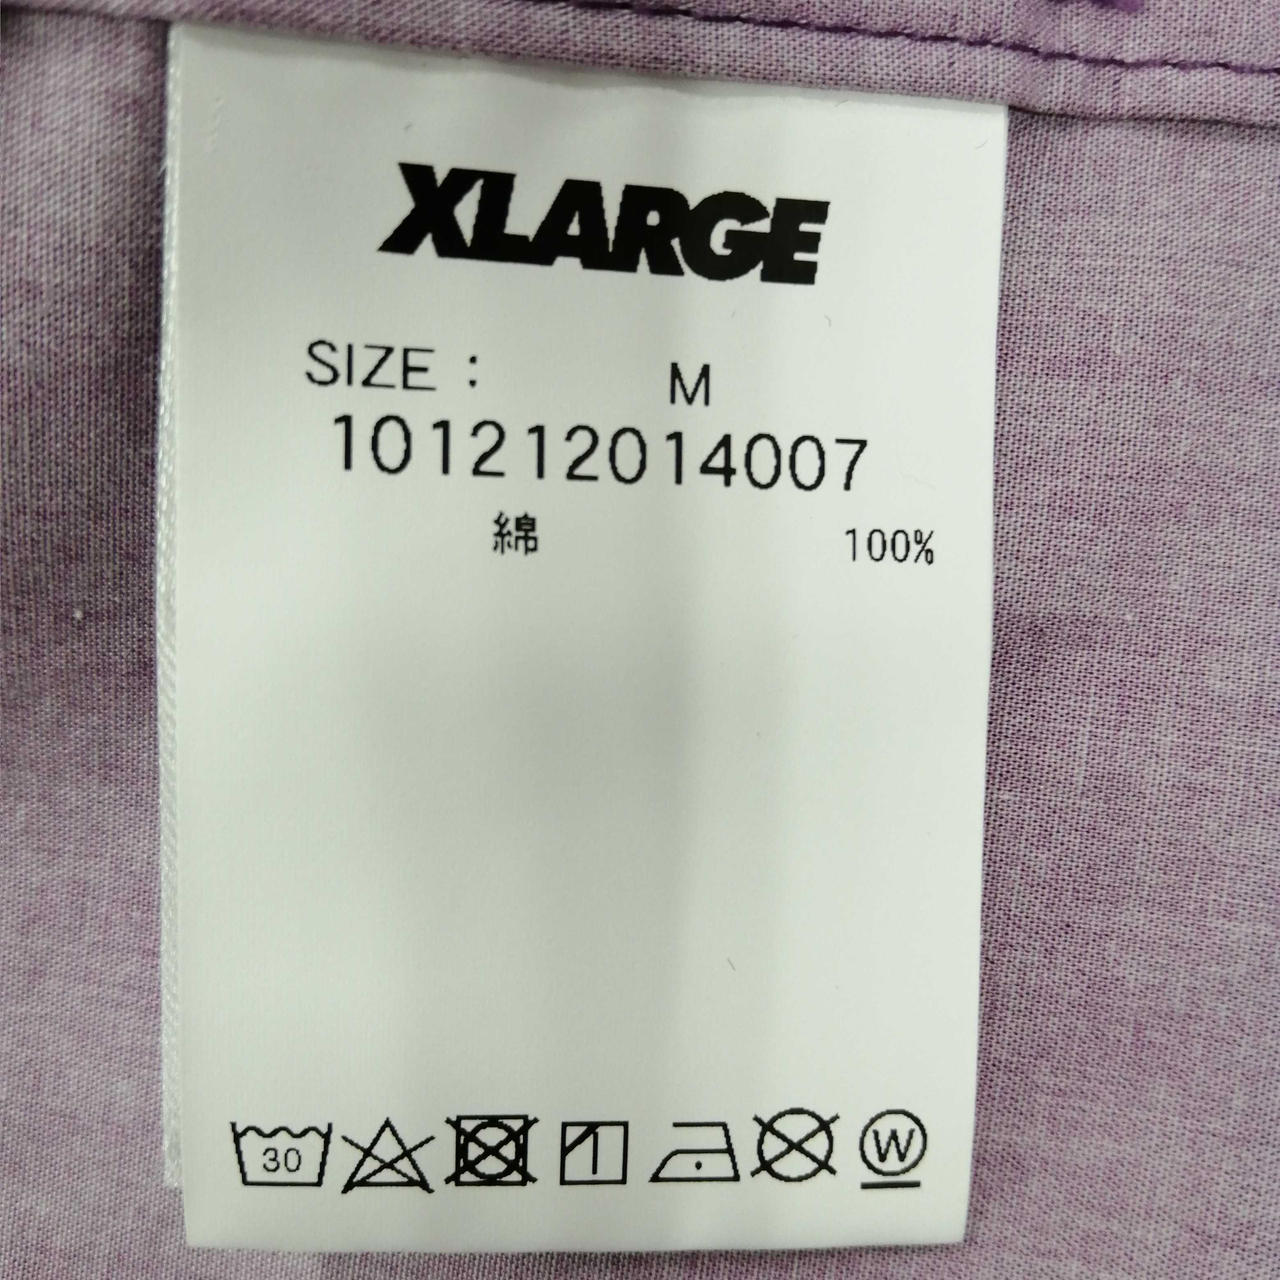 XLARGE
SIZE : M
101212014007
綿 100%
30
W